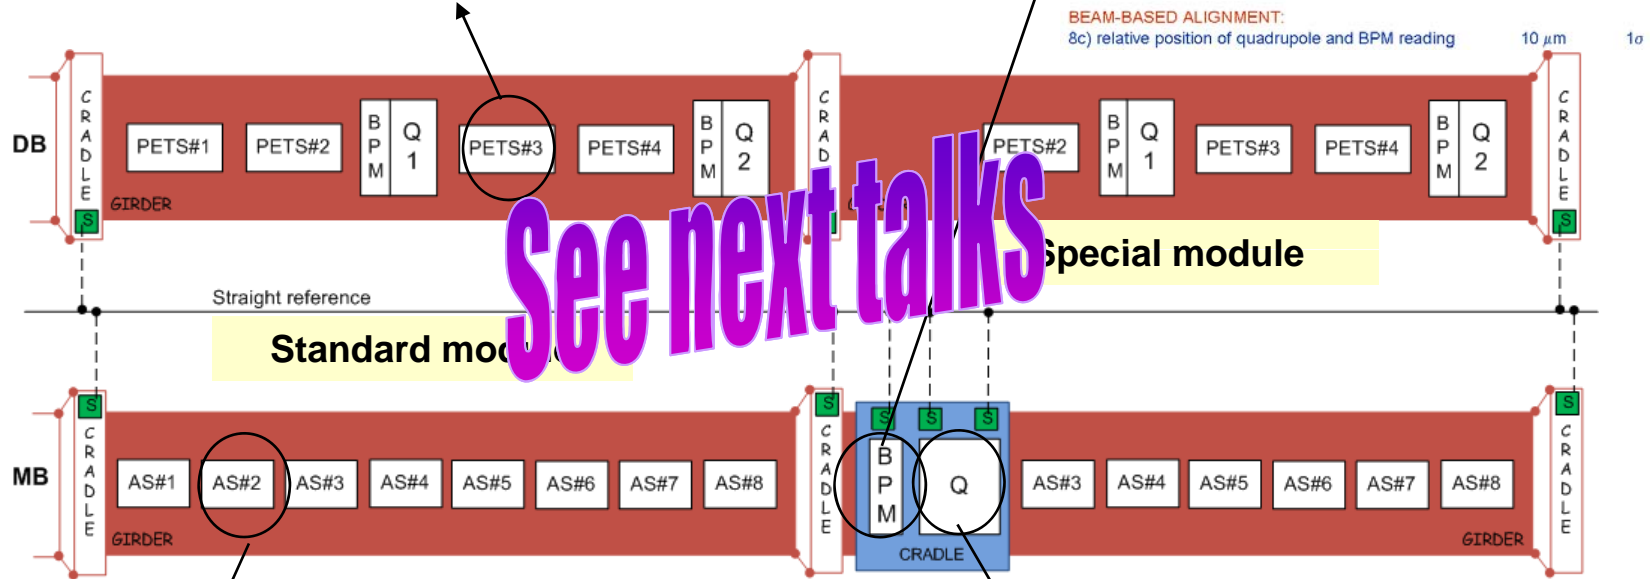 BEAM-BASED ALIGNMENT:
8c) relative position of quadrupole and BPM reading 10 μm 1σ
DB
CRADLE
PETS#1
PETS#2
BPM
Q1
PETS#3
PETS#4
BPM
Q2
CRAD
PETS#2
BPM
Q1
PETS#3
PETS#4
BPM
Q2
CRADLE
GIRDER
S
S
See next talks
Special module
Straight reference
Standard mod
S
S
S
S
S
S
MB
CRADLE
AS#1
AS#2
AS#3
AS#4
AS#5
AS#6
AS#7
AS#8
CRADLE
BPM
Q
AS#3
AS#4
AS#5
AS#6
AS#7
AS#8
CRADLE
GIRDER
CRADLE
GIRDER